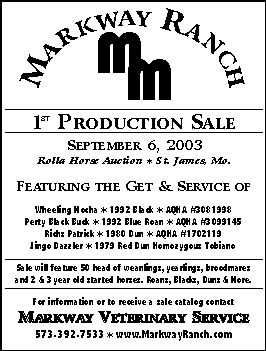 MARKWAY RANCH
mm
1ST PRODUCTION SALE
SEPTEMBER 6, 2003
Rolla Horse Auction * St. James, Mo.
FEATURING THE GET & SERVICE OF
Wheeling Mocha * 1992 Black * AQHA #3081998
Perty Black Buck * 1992 Blue Roan * AQHA #3099145
Richs Patrick * 1980 Dun * AQHA #1702119
Jingo Dazzler * 1979 Red Dun Homozygous Tobiano
Sale will feature 50 head of weanlings, yearlings, broodmares
and 2 & 3 year old started horses. Roans, Blacks, Duns & More.
For information or to receive a sale catalog contact
MARKWAY VETERINARY SERVICE
573-392-7533 * www.MarkwayRanch.com